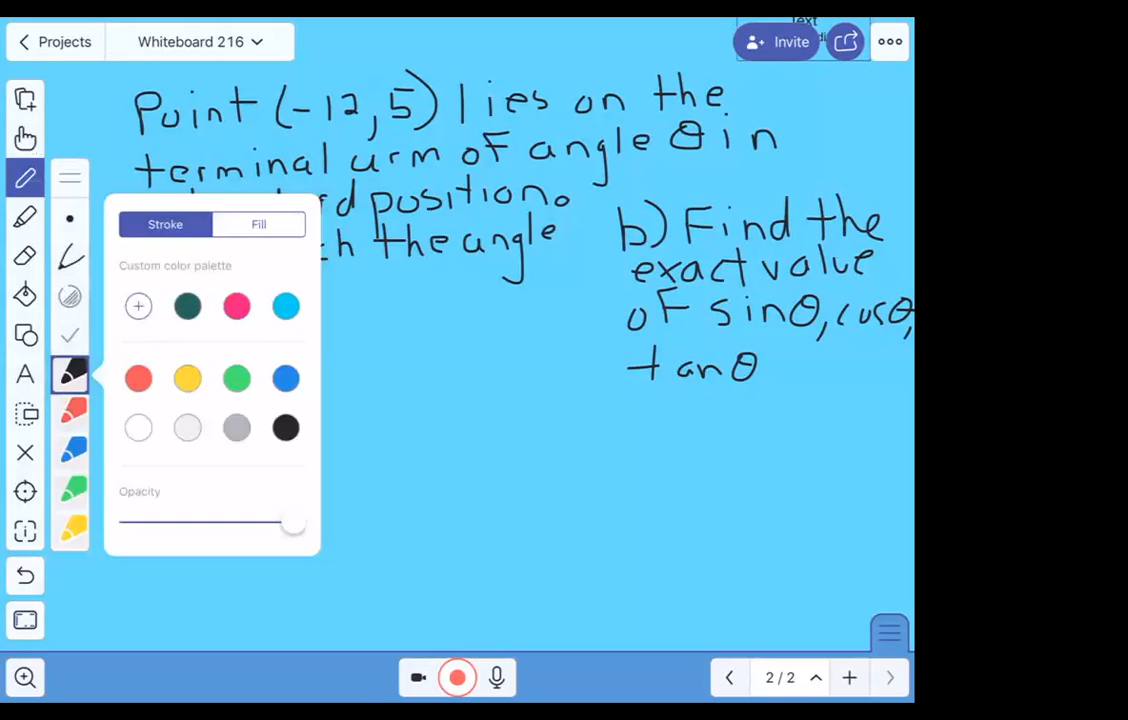 Text
Projects
Whiteboard 216
Invite
Point (-12,5) lies on the
terminal arm of angle θ in
position.
the angle
b) Find the
exact value
of sinθ, cosθ,
tanθ
Stroke
Fill
Custom color palette
Opacity
A
2 / 2